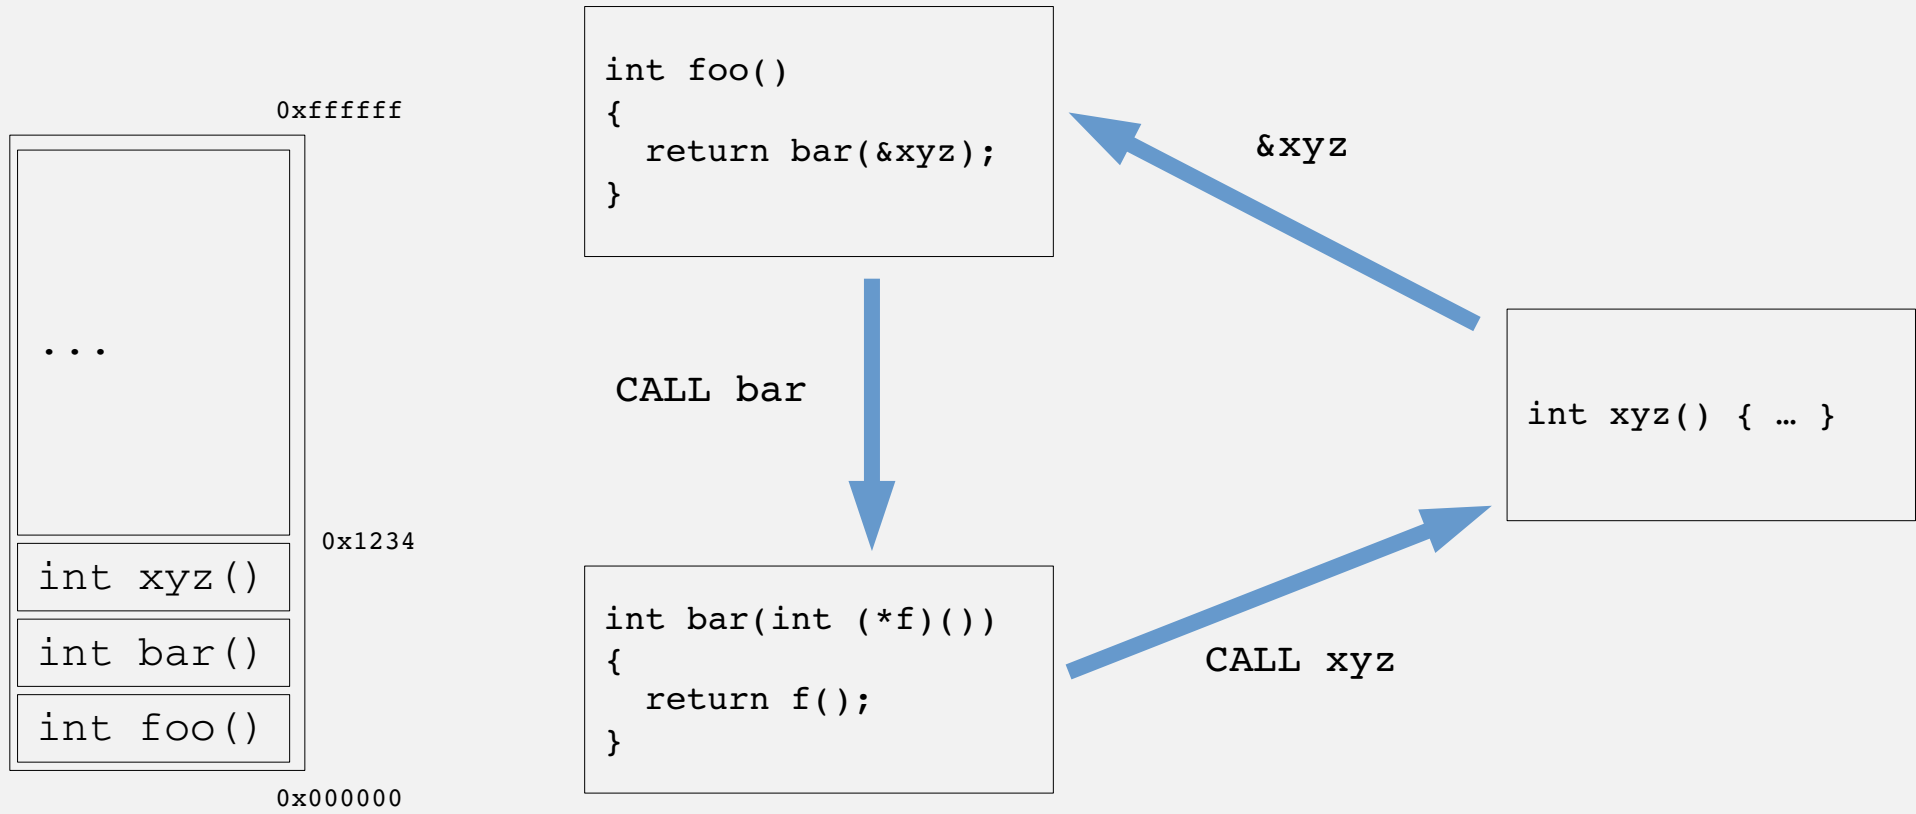 0xffffff
...
0x1234
int xyz()
int bar()
int foo()
0x000000
int foo()
{
  return bar(&xyz);
}
CALL bar
int bar(int (*f)())
{
  return f();
}
&xyz
int xyz() { … }
CALL xyz